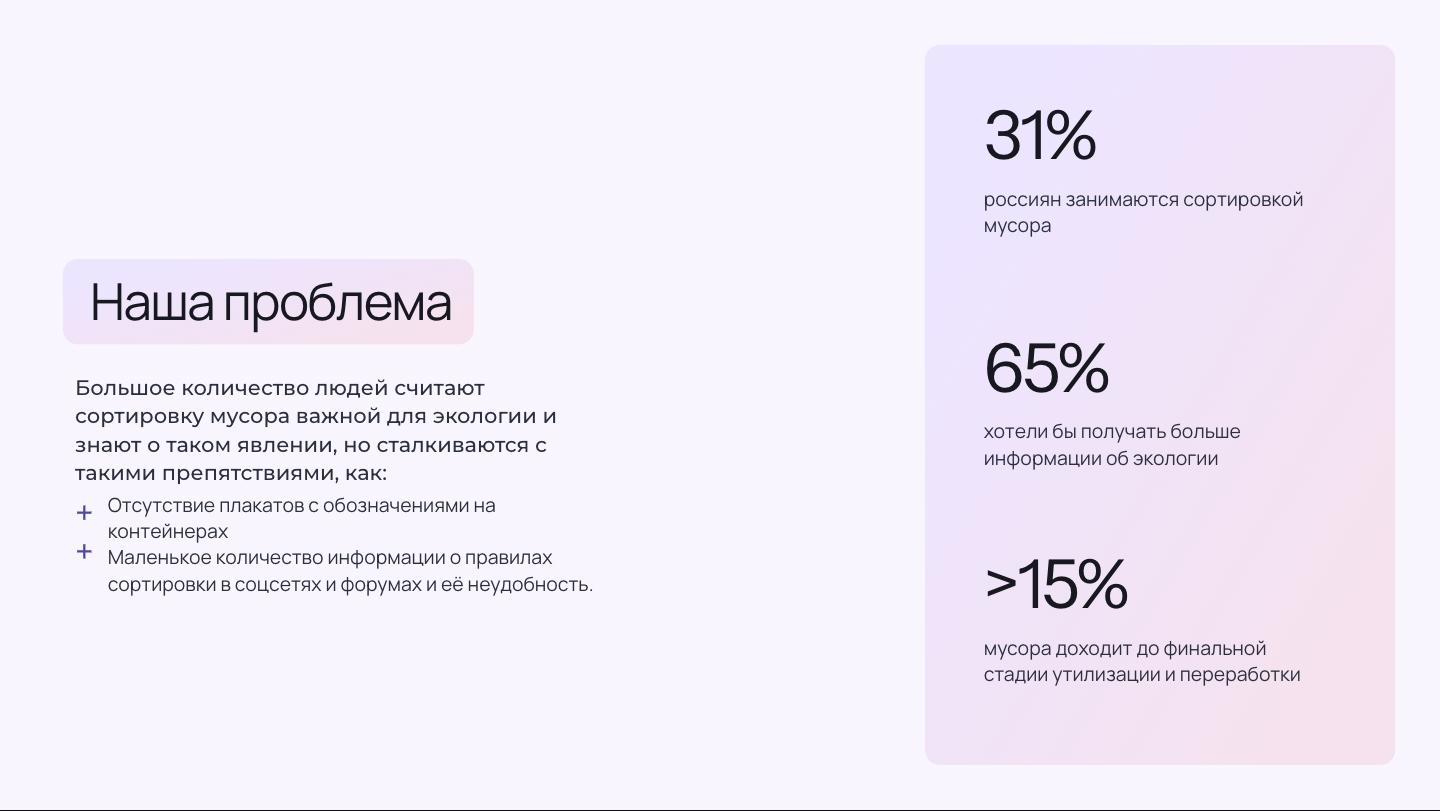 Наша проблема
Большое количество людей считают
сортировку мусора важной для экологии и
знают о таком явлении, но сталкиваются с
такими препятствиями, как:
+ Отсутствие плакатов с обозначениями на
контейнерах
+ Маленькое количество информации о правилах
сортировки в соцсетях и форумах и её неудобность.
31%
россиян занимаются сортировкой
мусора
65%
хотели бы получать больше
информации об экологии
>15%
мусора доходит до финальной
стадии утилизации и переработки